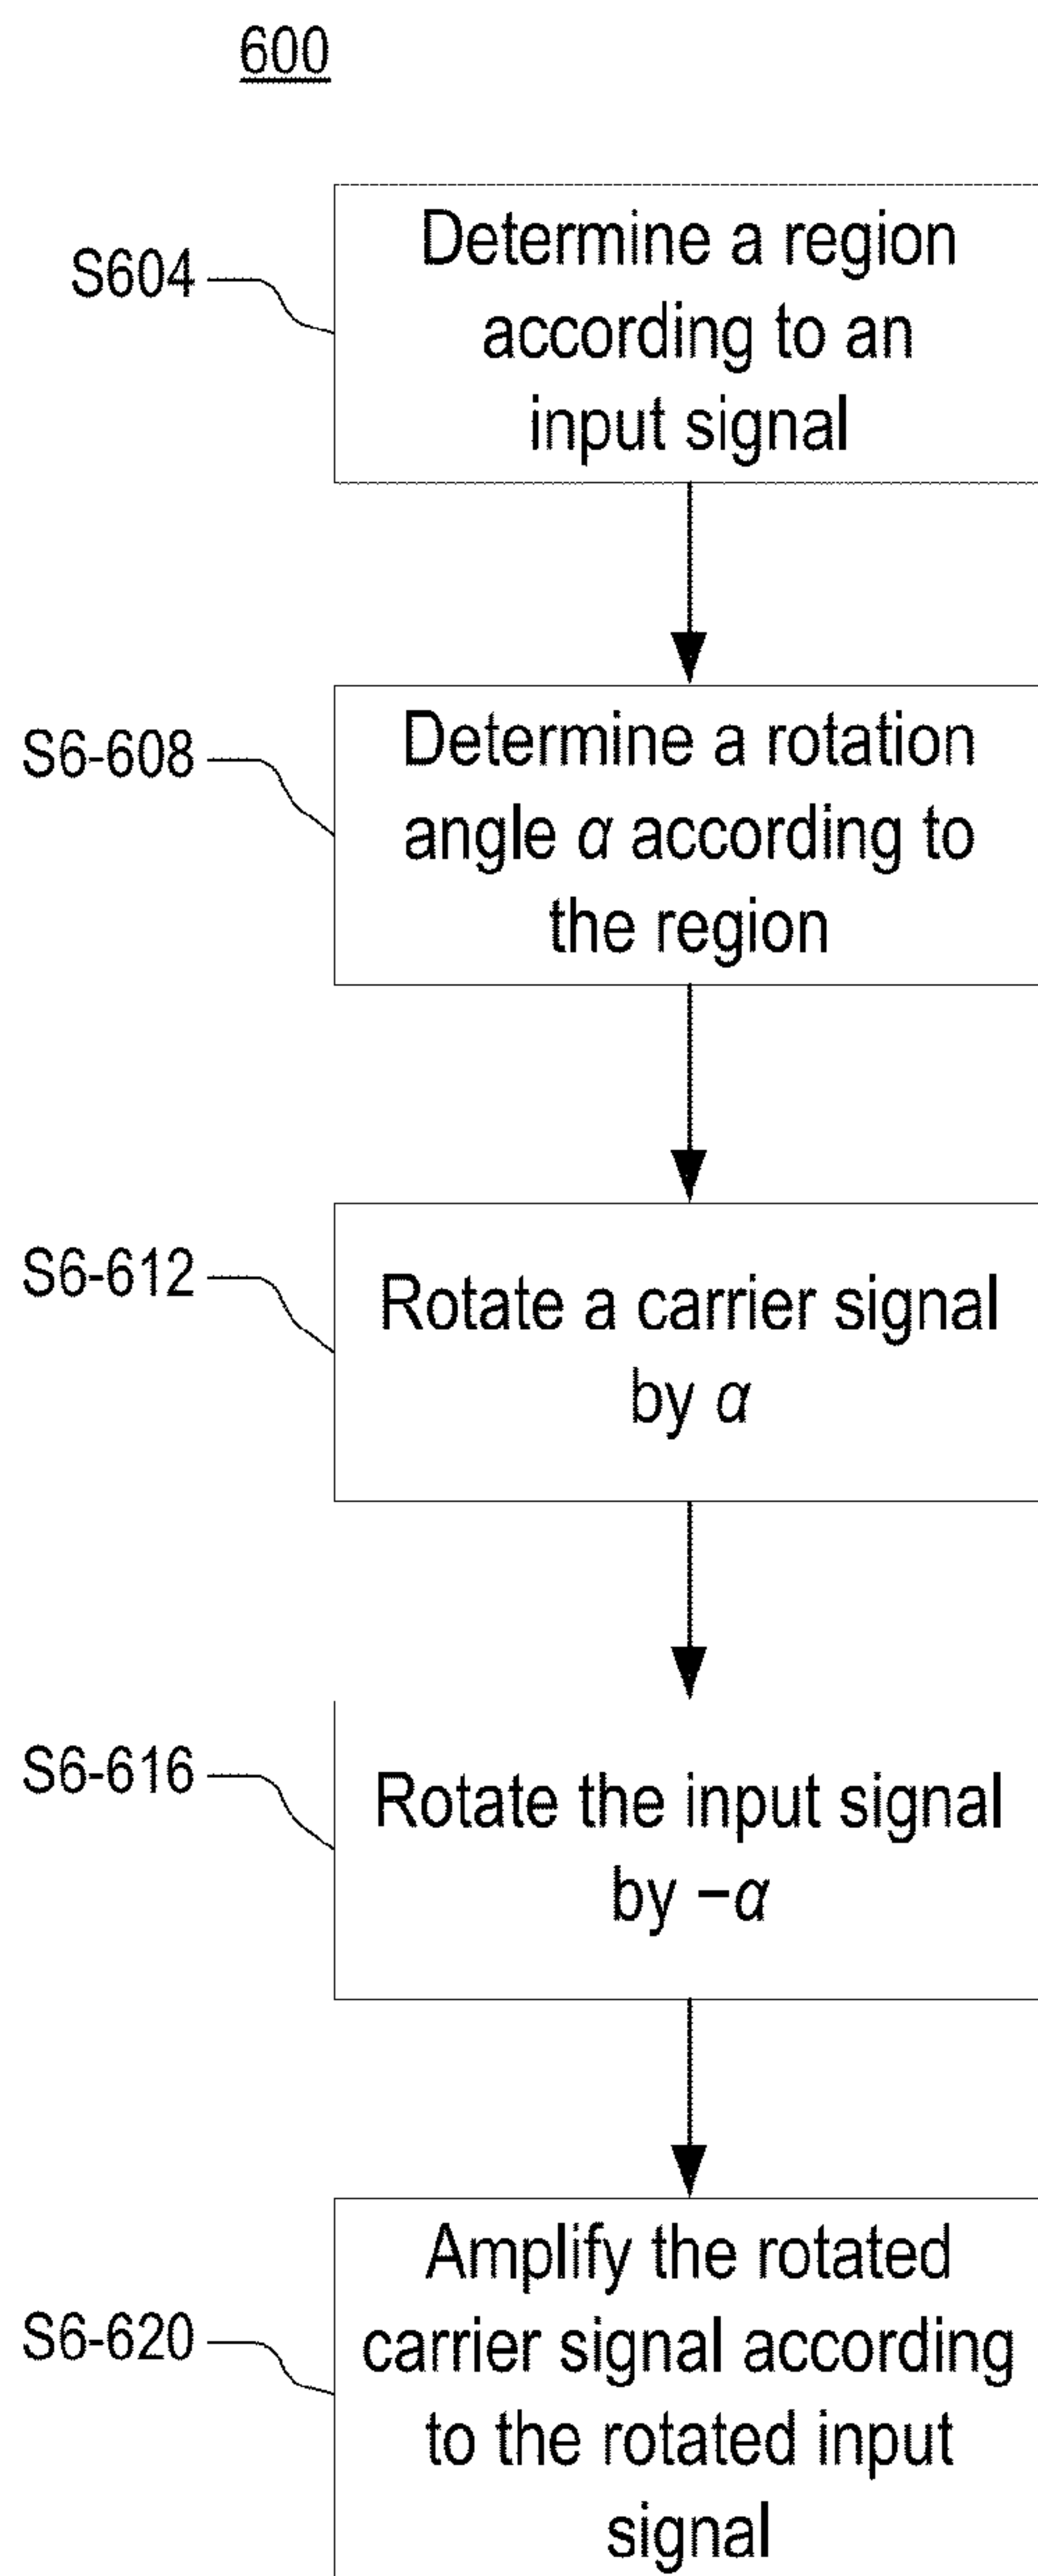 600
S604
Determine a region
according to an
input signal
S6-608
Determine a rotation
angle α according to
the region
S6-612
Rotate a carrier signal
by α
S6-616
Rotate the input signal
by −α
S6-620
Amplify the rotated
carrier signal according
to the rotated input
signal